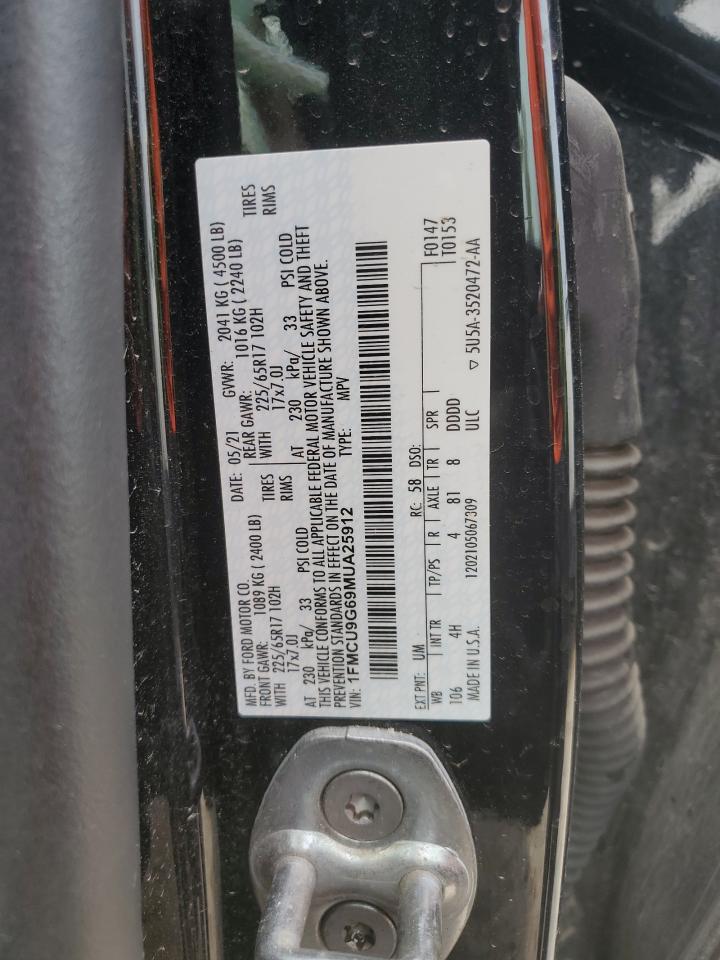 MFD. BY FORD MOTOR CO.
DATE: 05/21 GVWR: 2041 KG ( 4500 LB)
FRONT GAWR: 1089 KG ( 2400 LB) REAR GAWR: 1016 KG ( 2240 LB)
WITH 225/65R17 102H TIRES WITH 225/65R17 102H TIRES
17x7.0J RIMS 17x7.0J RIMS
AT 230 kPa/ 33 PSI COLD AT 230 kPa/ 33 PSI COLD
THIS VEHICLE CONFORMS TO ALL APPLICABLE FEDERAL MOTOR VEHICLE SAFETY AND THEFT
PREVENTION STANDARDS IN EFFECT ON THE DATE OF MANUFACTURE SHOWN ABOVE.
VIN: 1FMCU9G69MUA25912 TYPE: MPV
EXT PNT: UM RC: 58 DSO: F0147
WB INT TR TP/PS R AXLE TR SPR T0153
106 4H 4 81 8 DDDD
MADE IN U.S.A. 1202105067309 ULC ▽ 5U5A-3520472-AA